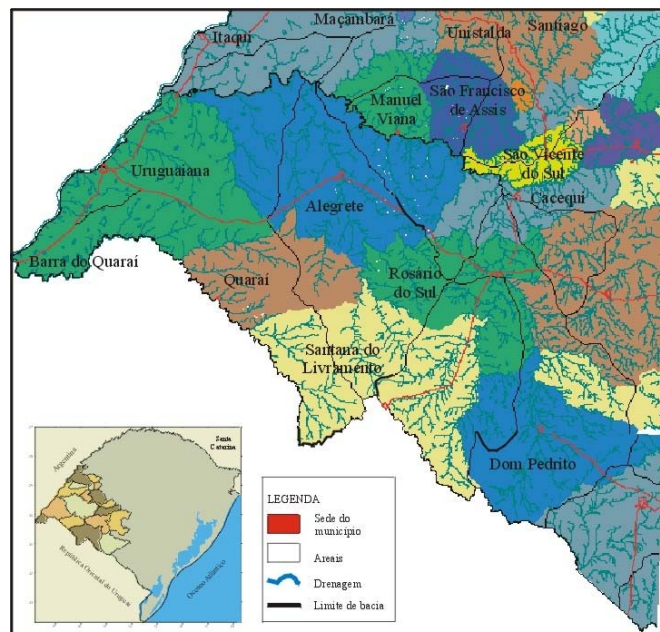 Maçambará
Unistalda
Santiago
Itaqui
São Francisco
de Assis
Manuel
Viana
São Vicente
do Sul
Uruguaiana
Alegrete
Cacequi
Barra do Quaraí
Quaraí
Rosário
do Sul
Santana do
Livramento
Dom Pedrito
Santa
Catarina
Argentina
República Oriental do Uruguai
Oceano Atlântico
LEGENDA
Sede do
município
Areais
Drenagem
Limite de bacia